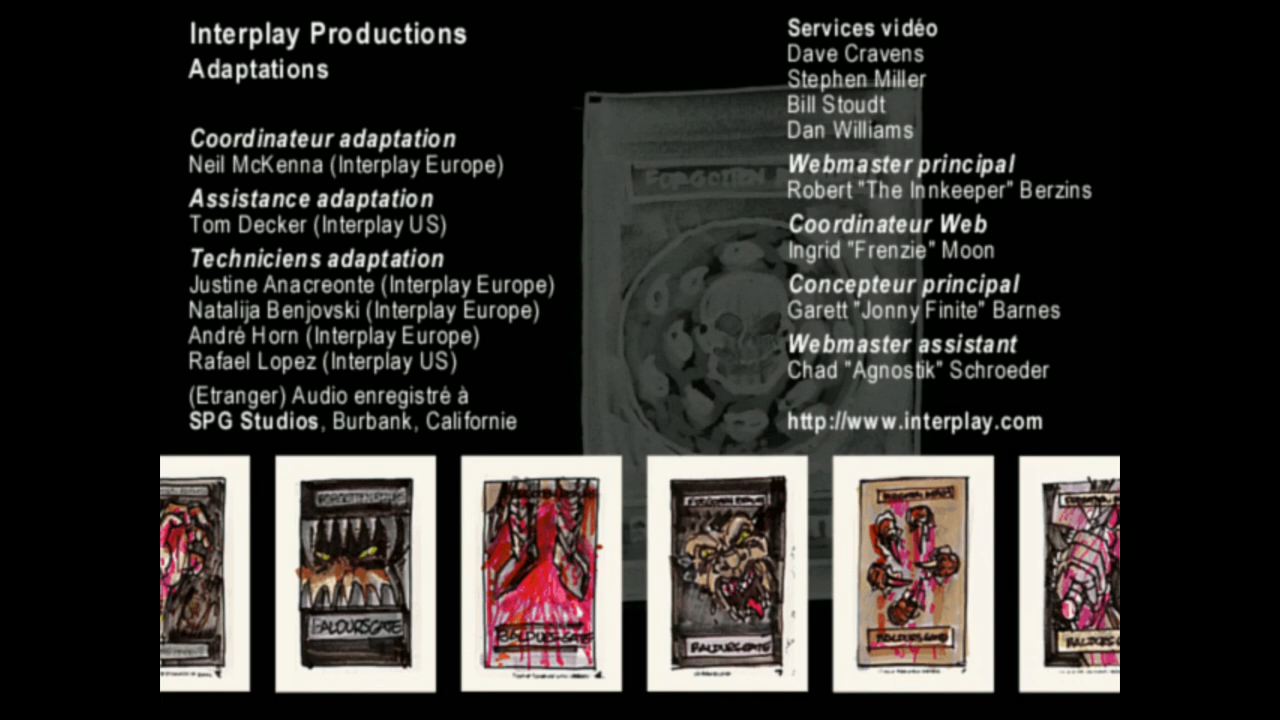 Interplay Productions
Adaptations
Coordinateur adaptation
Neil McKenna (Interplay Europe)
Assistance adaptation
Tom Decker (Interplay US)
Techniciens adaptation
Justine Anacreonte (Interplay Europe)
Natalija Benjovski (Interplay Europe)
André Horn (Interplay Europe)
Rafael Lopez (Interplay US)
(Etranger) Audio enregistré à
SPG Studios, Burbank, Californie
Services vidéo
Dave Cravens
Stephen Miller
Bill Stoudt
Dan Williams
Webmaster principal
Robert "The Innkeeper" Berzins
Coordinateur Web
Ingrid "Frenzie" Moon
Concepteur principal
Garett "Jonny Finite" Barnes
Webmaster assistant
Chad "Agnostik" Schroeder
http://www.interplay.com
FORGOTTEN
BALDURSGATE
BALDURSGATE
BALDURSGATE
BALDURSGATE